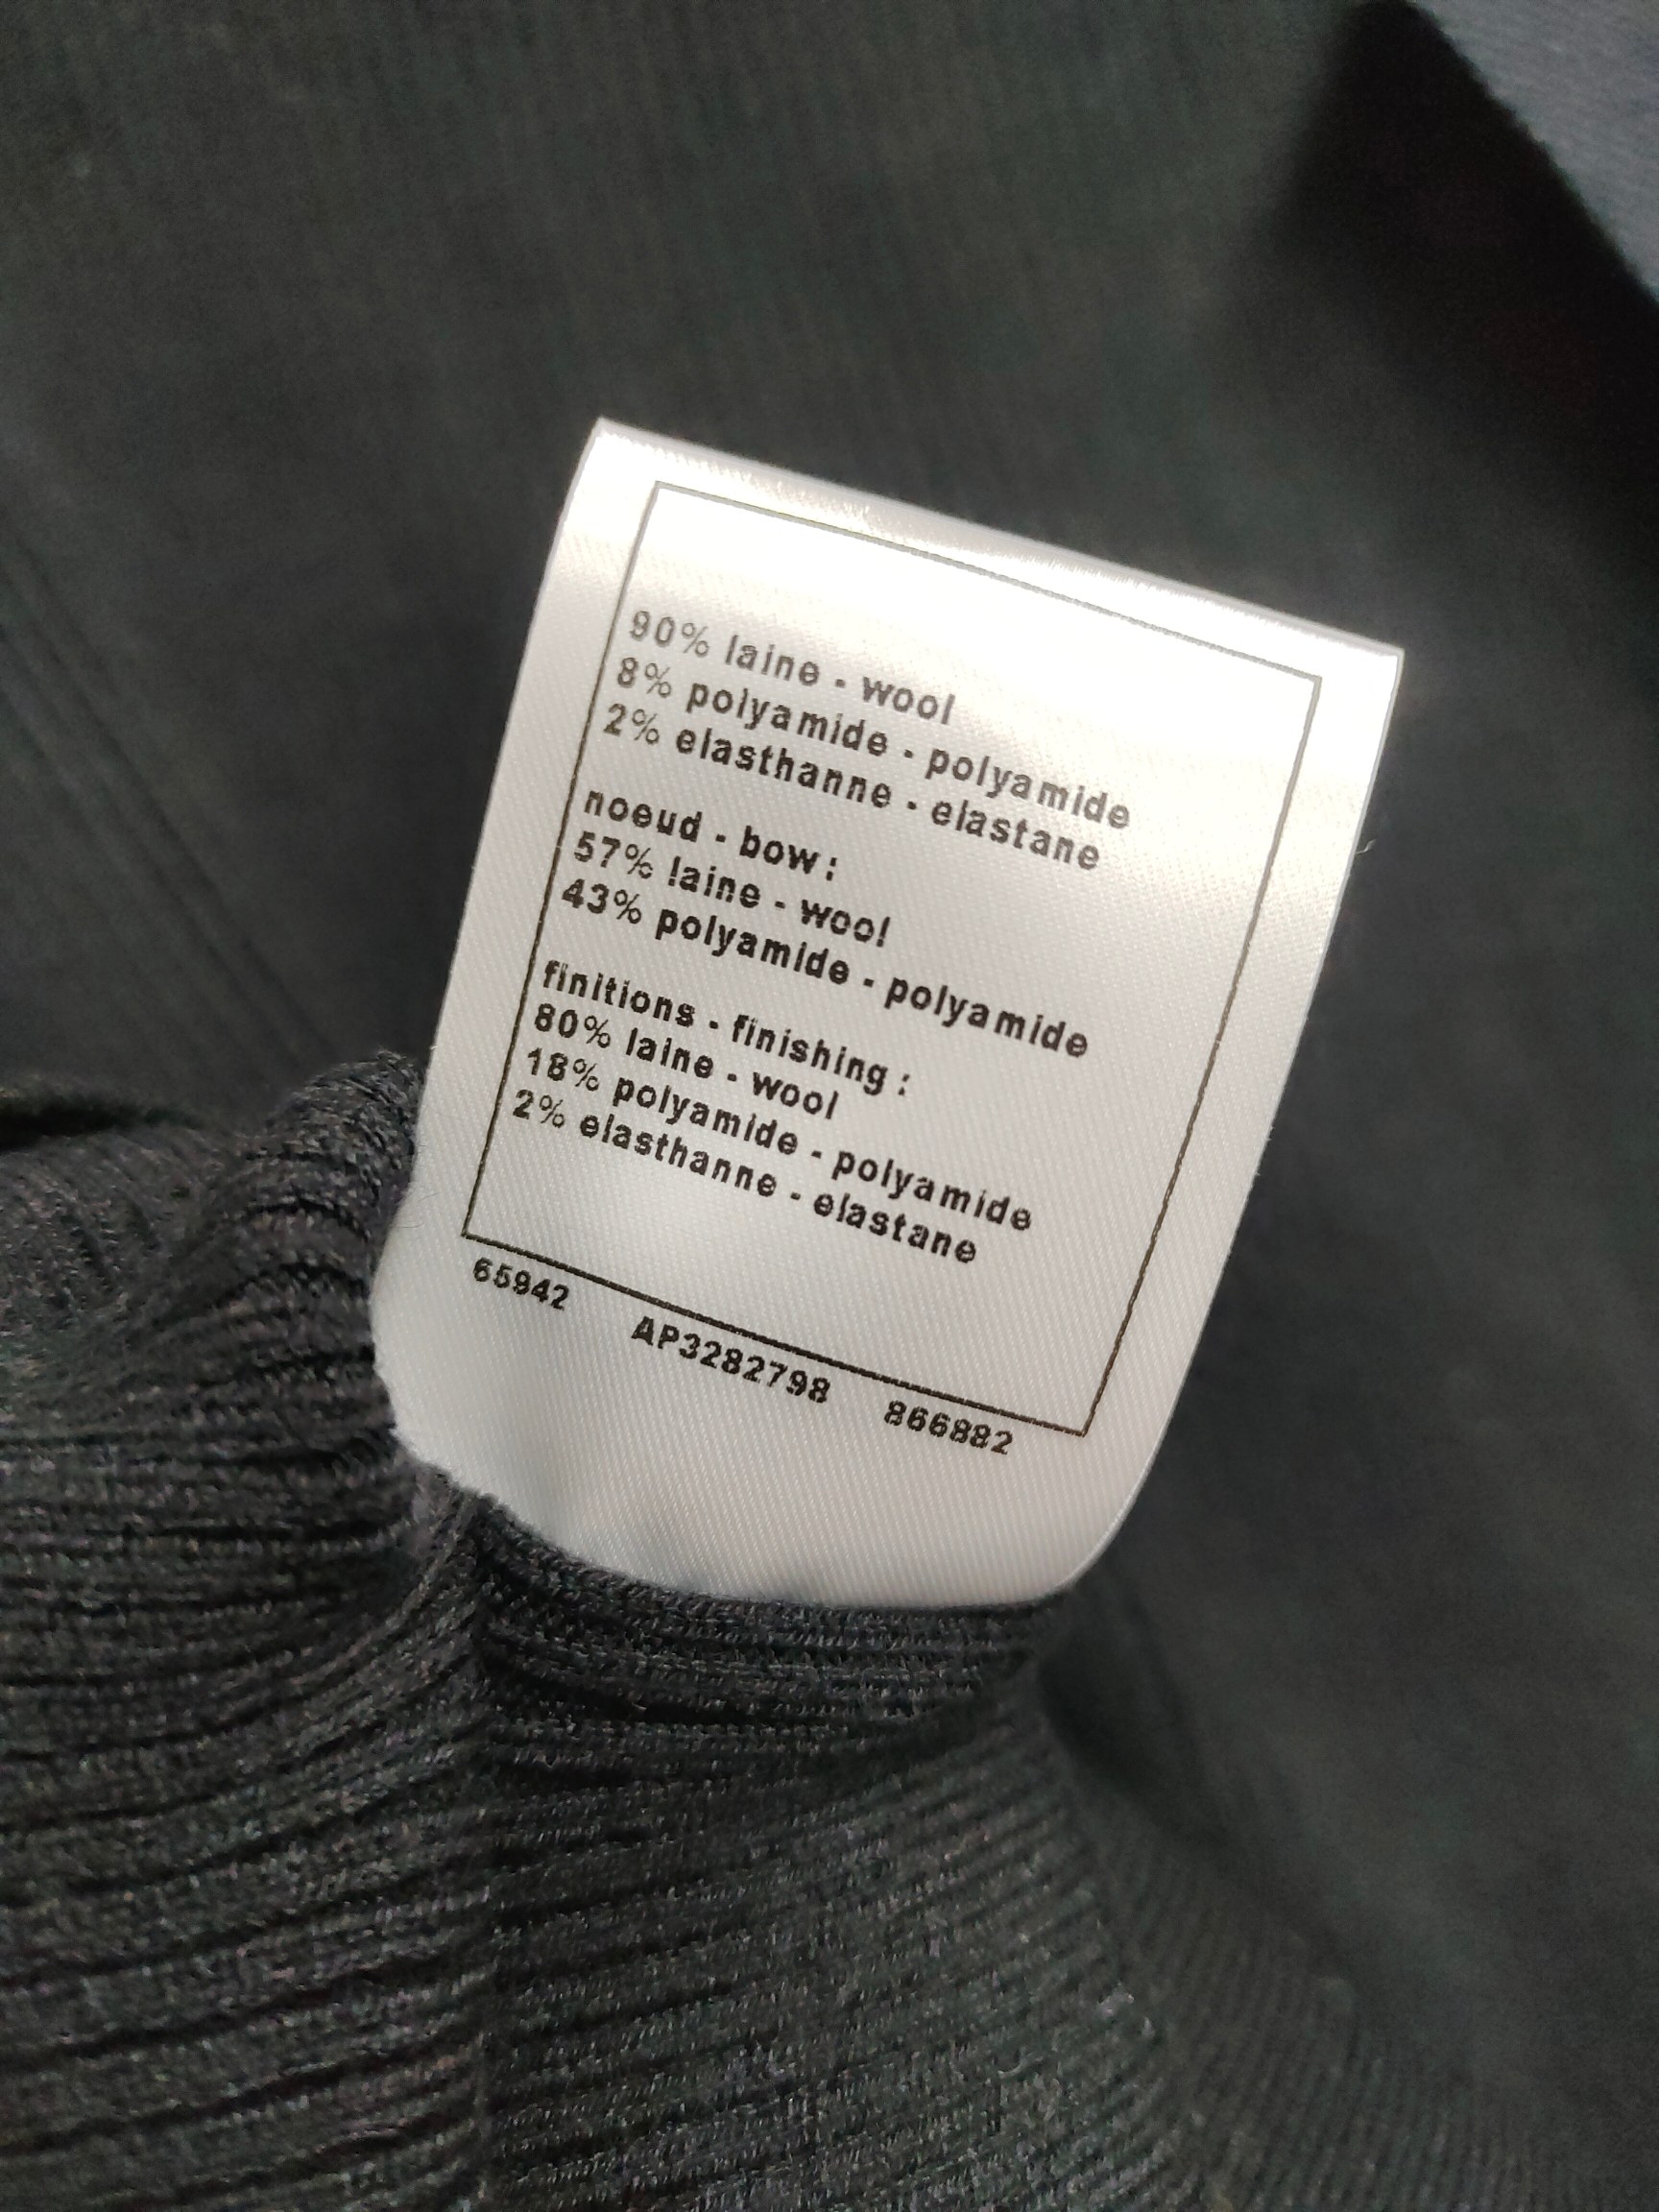 90% laine - wool
8% polyamide - polyamide
2% elasthanne - elastane
noeud - bow :
57% laine - wool
43% polyamide - polyamide
finitions - finishing :
80% laine - wool
18% polyamide - polyamide
2% elasthanne - elastane
65942 AP3282798 866882